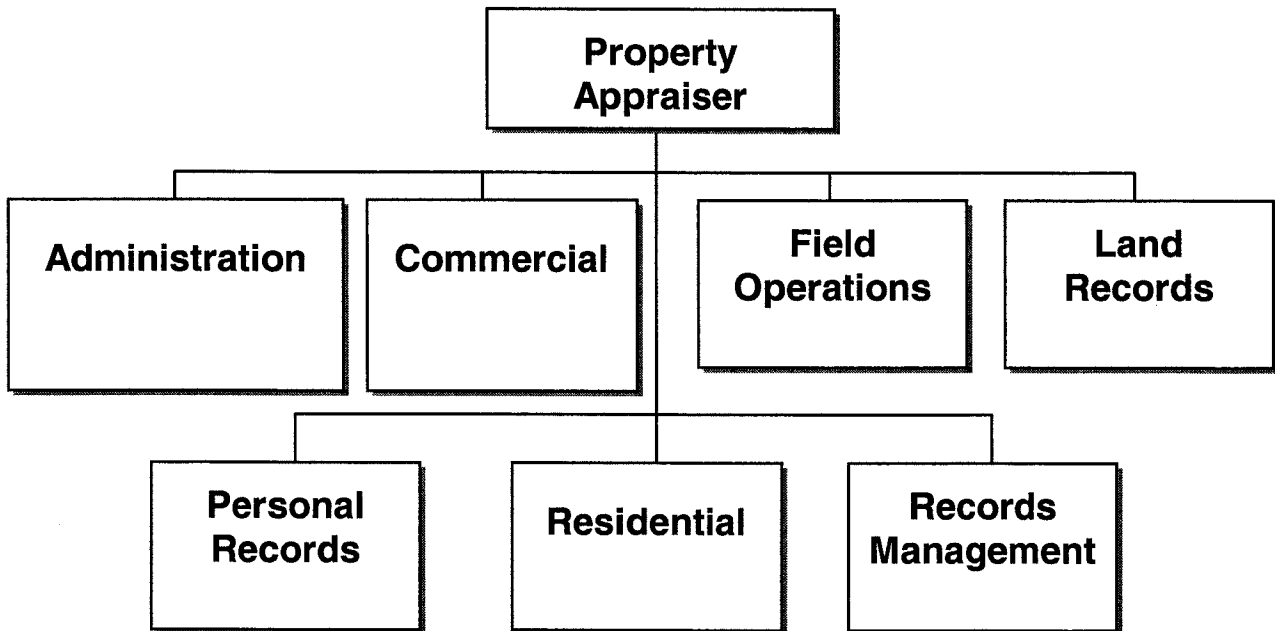 Property
Appraiser
Administration
Commercial
Field
Operations
Land
Records
Personal
Records
Residential
Records
Management